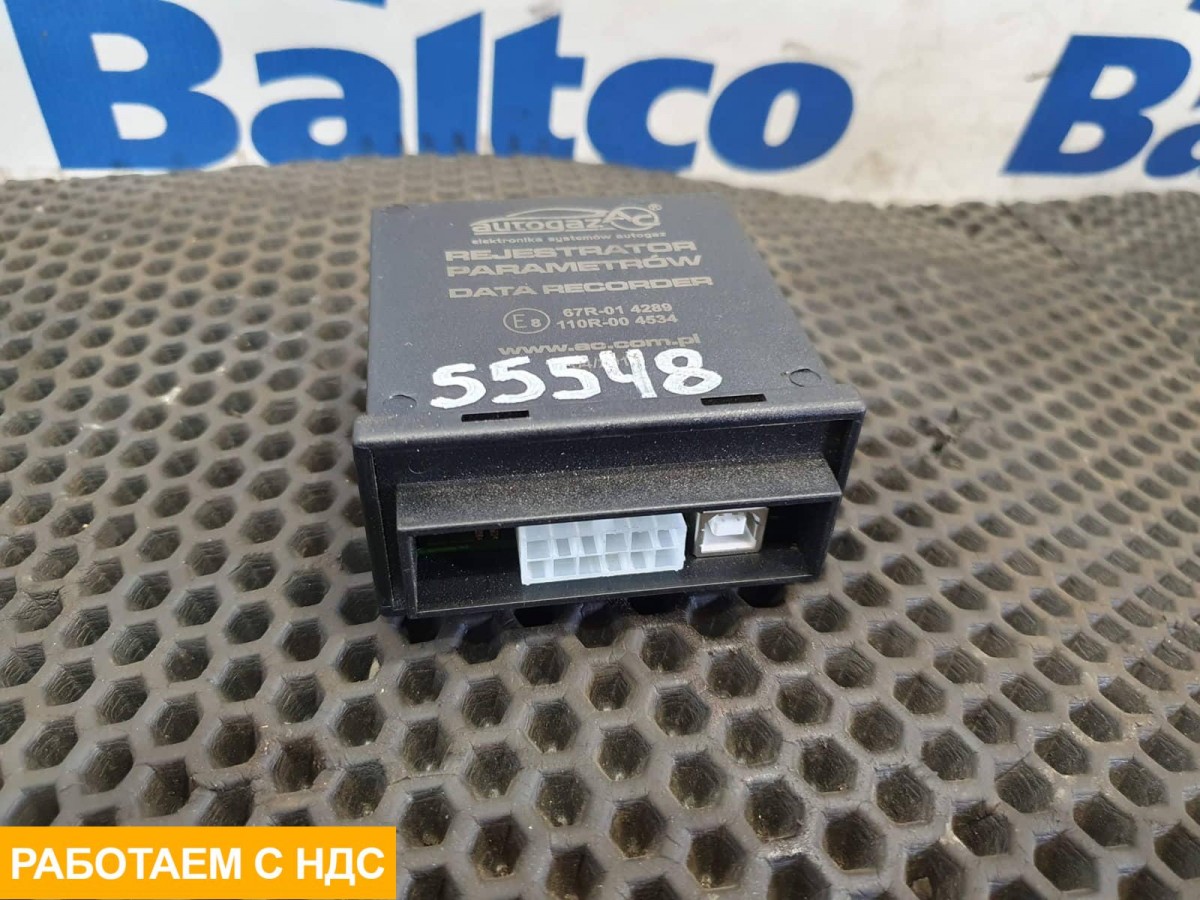 Baltco
Ba
autogaz AC ®
elektronika systemów autogaz
REJESTRATOR
PARAMETRÓW
DATA RECORDER
E8
67R-01 4289
110R-00 4534
www.ac.com.pl
55548
РАБОТАЕМ С НДС